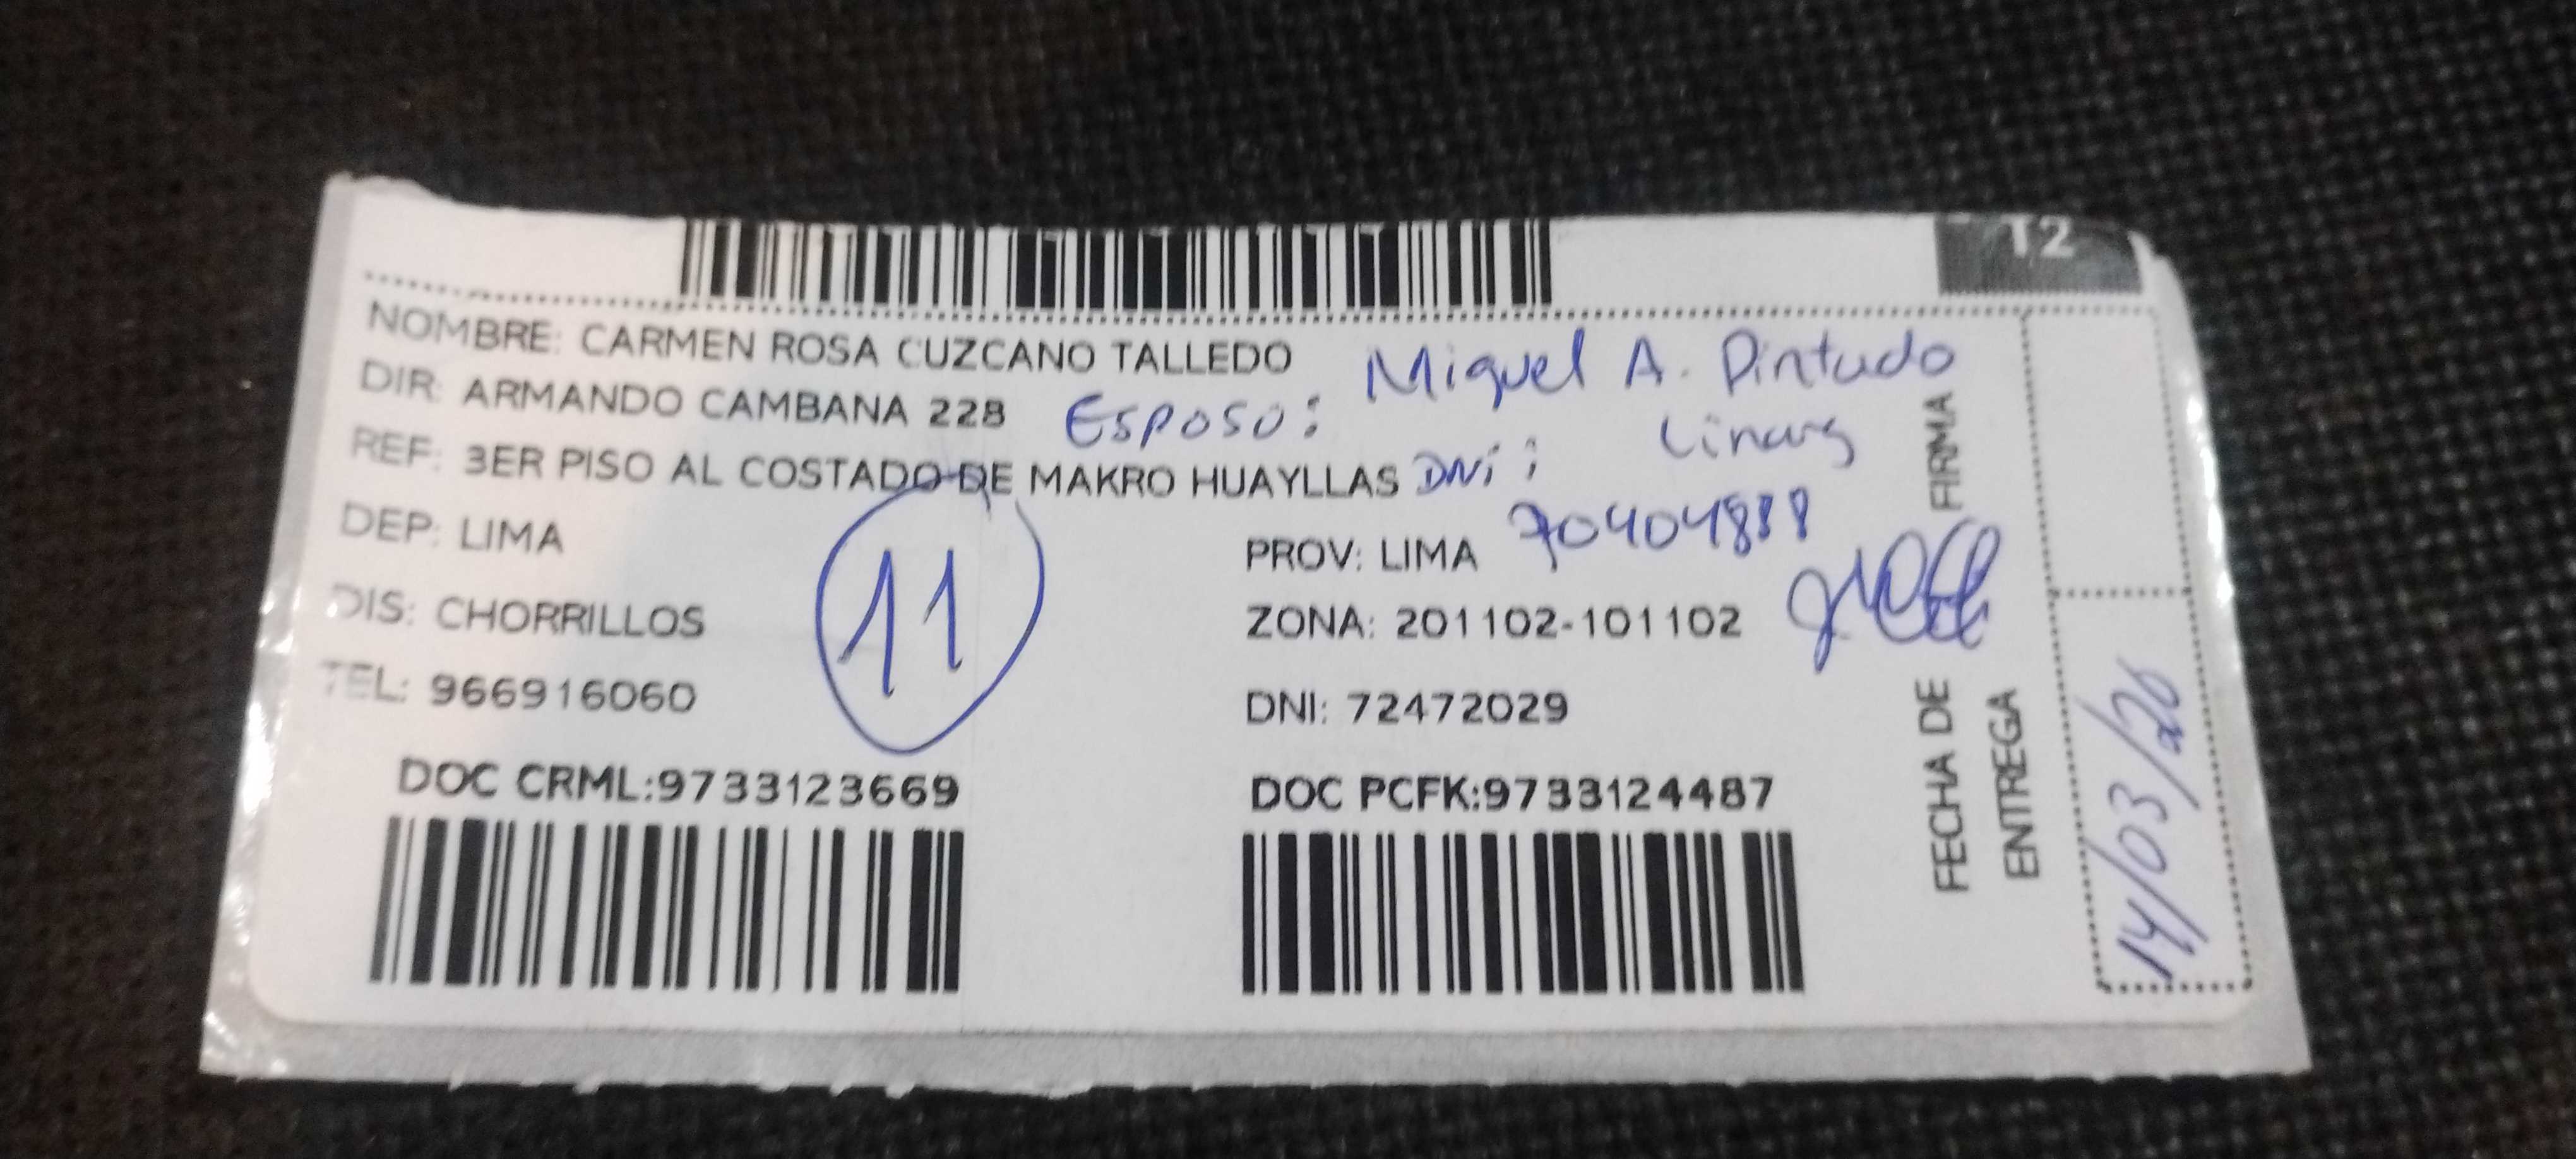 T2
NOMBRE: CARMEN ROSA CUZCANO TALLEDO
Miguel A. Pintado
DIR: ARMANDO CAMBANA 228
Esposo:
REF: 3ER PISO AL COSTADO DE MAKRO HUAYLLAS
DNi:
DEP: LIMA
PROV: LIMA
70404888
11
DIS: CHORRILLOS
ZONA: 201102-101102
TEL: 966916060
DNI: 72472029
DOC CRML:9733123669
DOC PCFK:9733124487
FIRMA
FECHA DE
ENTREGA
14/03/26